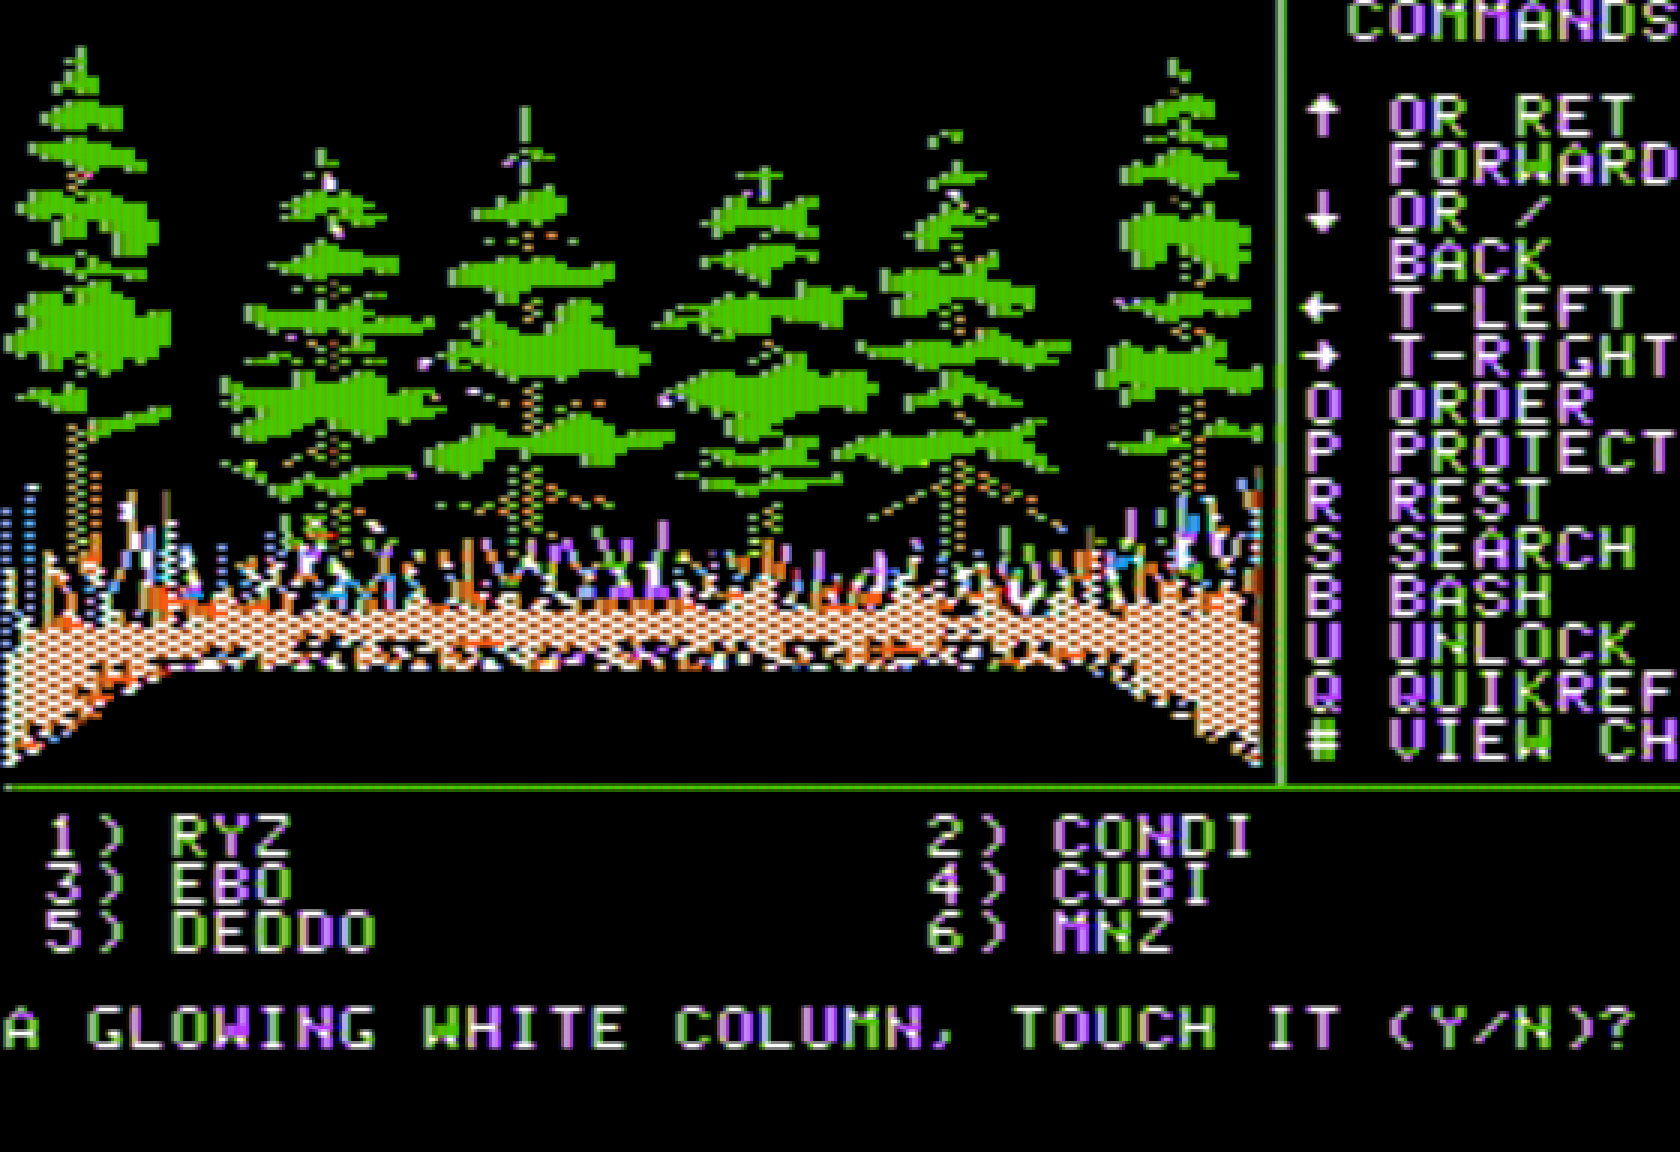 COMMANDS
↑ OR RET
FORWARD
↓ OR /
BACK
← T-LEFT
→ T-RIGHT
O ORDER
P PROTECT
R REST
S SEARCH
B BASH
U UNLOCK
Q QUIKREF
# VIEW CH
1) RYZ 2) CONDI
3) EBO 4) CUBI
5) DEDDO 6) MNZ
A GLOWING WHITE COLUMN, TOUCH IT (Y/N)?